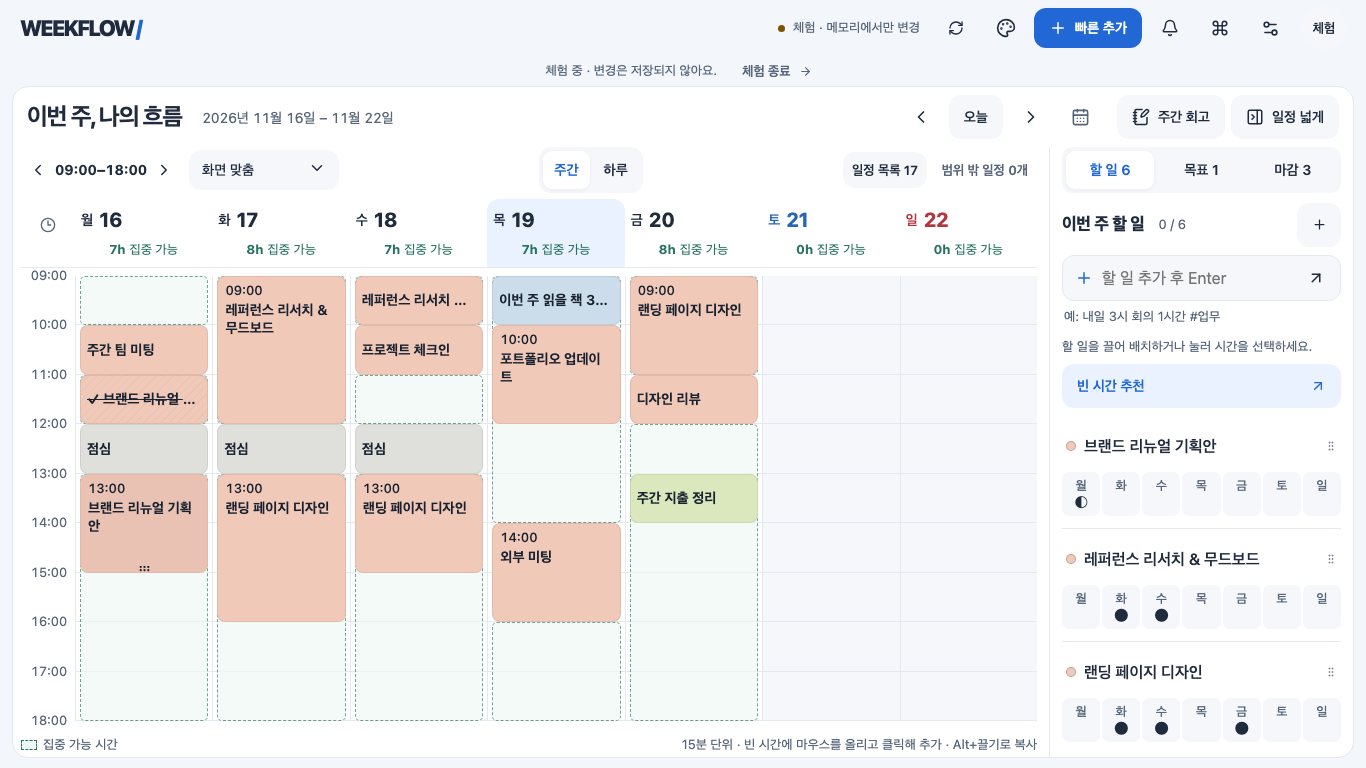 WEEKFLOW/
체험 · 메모리에서만 변경
빠른 추가
체험
체험 중 · 변경은 저장되지 않아요.
체험 종료 →
이번 주, 나의 흐름
2026년 11월 16일 – 11월 22일
오늘
주간 회고
일정 넓게
09:00–18:00
화면 맞춤
주간
하루
일정 목록 17
범위 밖 일정 0개
월 16
화 17
수 18
목 19
금 20
토 21
일 22
7h 집중 가능
8h 집중 가능
7h 집중 가능
7h 집중 가능
8h 집중 가능
0h 집중 가능
0h 집중 가능
09:00
10:00
11:00
12:00
13:00
14:00
15:00
16:00
17:00
18:00
주간 팀 미팅
✓ 브랜드 리뉴얼 ...
점심
13:00
브랜드 리뉴얼 기획
안
09:00
레퍼런스 리서치 &
무드보드
점심
13:00
랜딩 페이지 디자인
레퍼런스 리서치 ...
프로젝트 체크인
점심
13:00
랜딩 페이지 디자인
이번 주 읽을 책 3...
10:00
포트폴리오 업데이
트
14:00
외부 미팅
09:00
랜딩 페이지 디자인
디자인 리뷰
주간 지출 정리
집중 가능 시간
15분 단위 · 빈 시간에 마우스를 올리고 클릭해 추가 · Alt+끌기로 복사
할 일 6
목표 1
마감 3
이번 주 할 일
0 / 6
할 일 추가 후 Enter
예: 내일 3시 회의 1시간 #업무
할 일을 끌어 배치하거나 눌러 시간을 선택하세요.
빈 시간 추천
브랜드 리뉴얼 기획안
월 화 수 목 금 토 일
레퍼런스 리서치 & 무드보드
월 화 수 목 금 토 일
랜딩 페이지 디자인
월 화 수 목 금 토 일